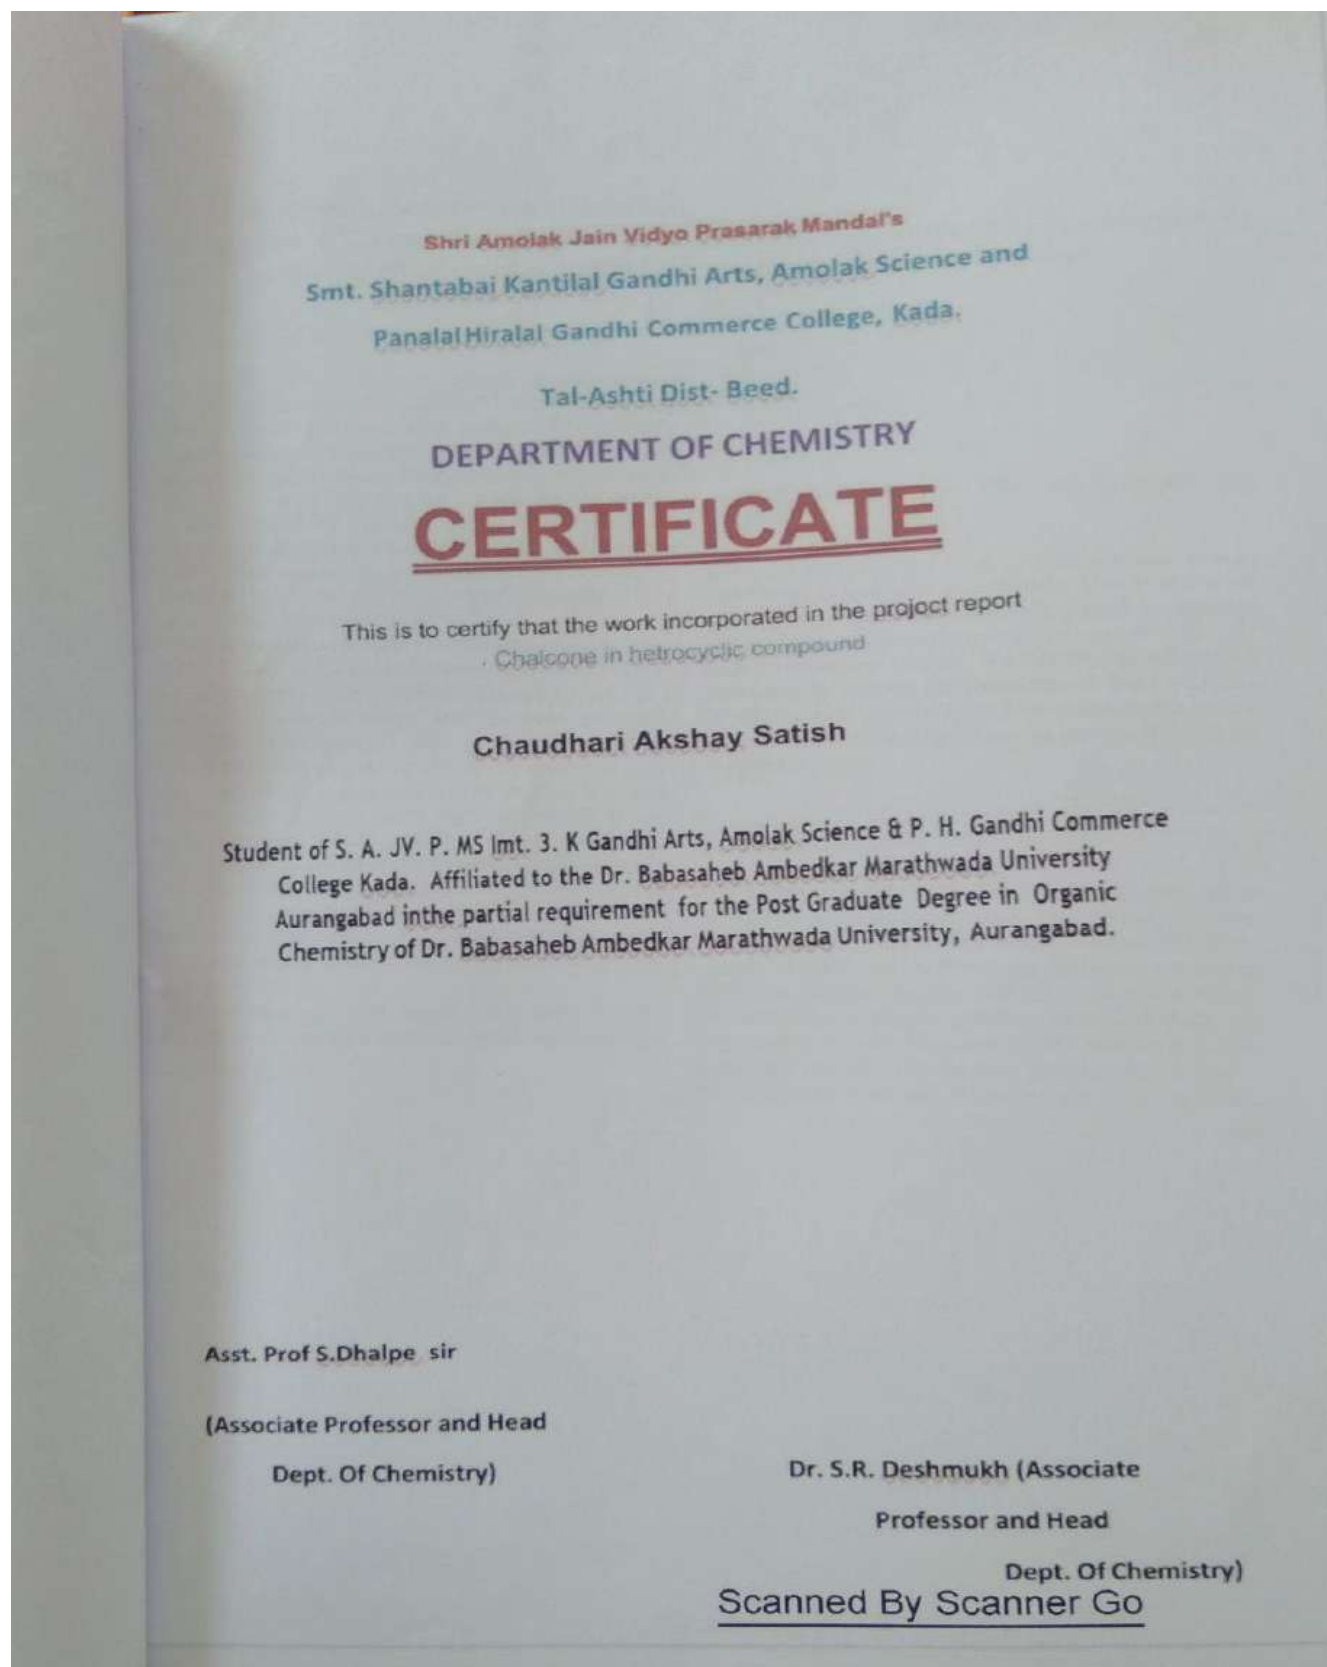 Shri Amolak Jain Vidyo Prasarak Mandal's
Smt. Shantabai Kantilal Gandhi Arts, Amolak Science and
Panalal Hiralal Gandhi Commerce College, Kada.
Tal-Ashti Dist- Beed.
DEPARTMENT OF CHEMISTRY
CERTIFICATE
This is to certify that the work incorporated in the projoct report
. Chalcone in hetrocyclic compound
Chaudhari Akshay Satish
Student of S. A. JV. P. MS Imt. 3. K Gandhi Arts, Amolak Science & P. H. Gandhi Commerce
College Kada. Affiliated to the Dr. Babasaheb Ambedkar Marathwada University
Aurangabad inthe partial requirement for the Post Graduate Degree in Organic
Chemistry of Dr. Babasaheb Ambedkar Marathwada University, Aurangabad.
Asst. Prof S.Dhalpe sir
(Associate Professor and Head
Dept. Of Chemistry)
Dr. S.R. Deshmukh (Associate
Professor and Head
Dept. Of Chemistry)
Scanned By Scanner Go